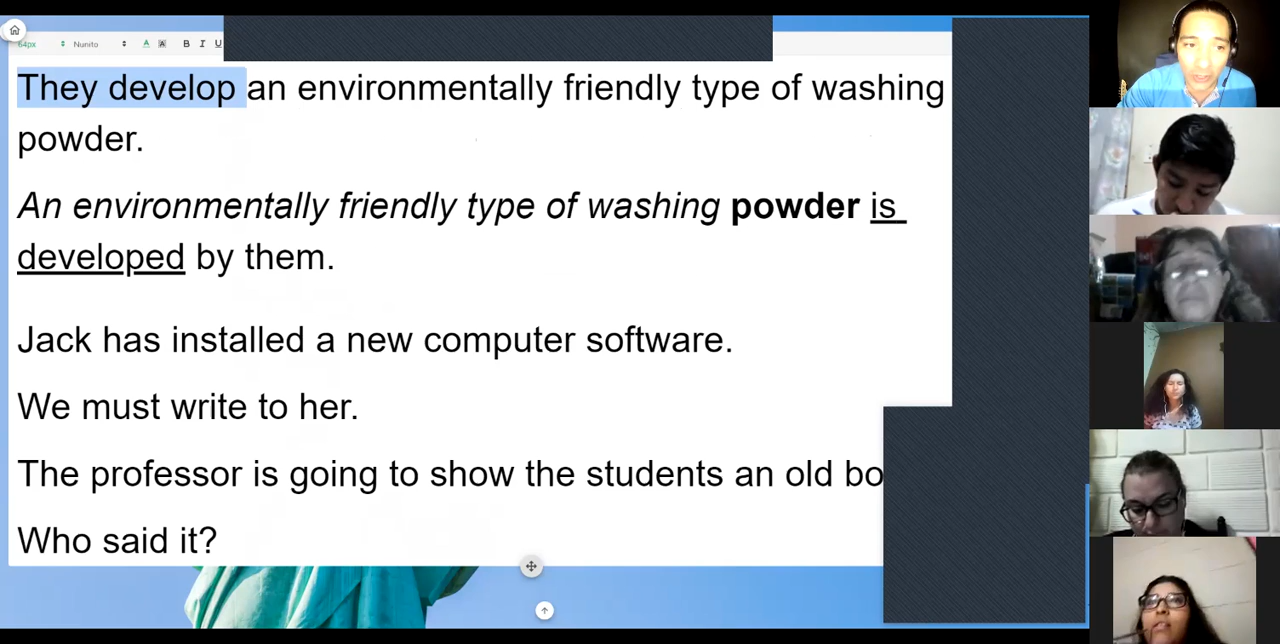 64px Nunito A A B I U
They develop an environmentally friendly type of washing
powder.
An environmentally friendly type of washing powder is
developed by them.
Jack has installed a new computer software.
We must write to her.
The professor is going to show the students an old
Who said it?